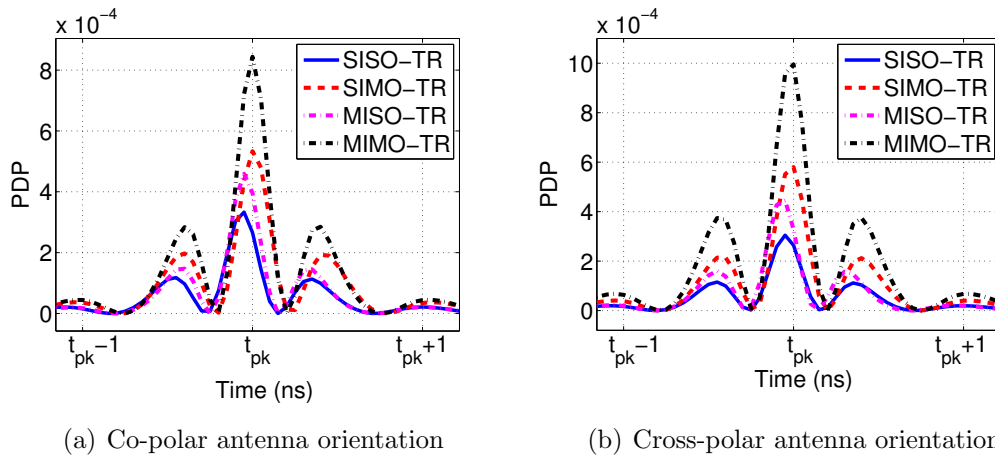 x 10⁻⁴
8
6
4
2
0
PDP
t_pk−1
t_pk
t_pk+1
Time (ns)
SISO−TR
SIMO−TR
MISO−TR
MIMO−TR
(a) Co-polar antenna orientation
x 10⁻⁴
10
8
6
4
2
0
PDP
t_pk−1
t_pk
t_pk+1
Time (ns)
SISO−TR
SIMO−TR
MISO−TR
MIMO−TR
(b) Cross-polar antenna orientation